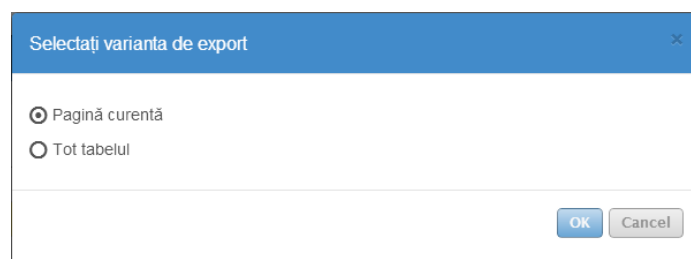 Selectați varianta de export
×
Pagină curentă
Tot tabelul
OK Cancel